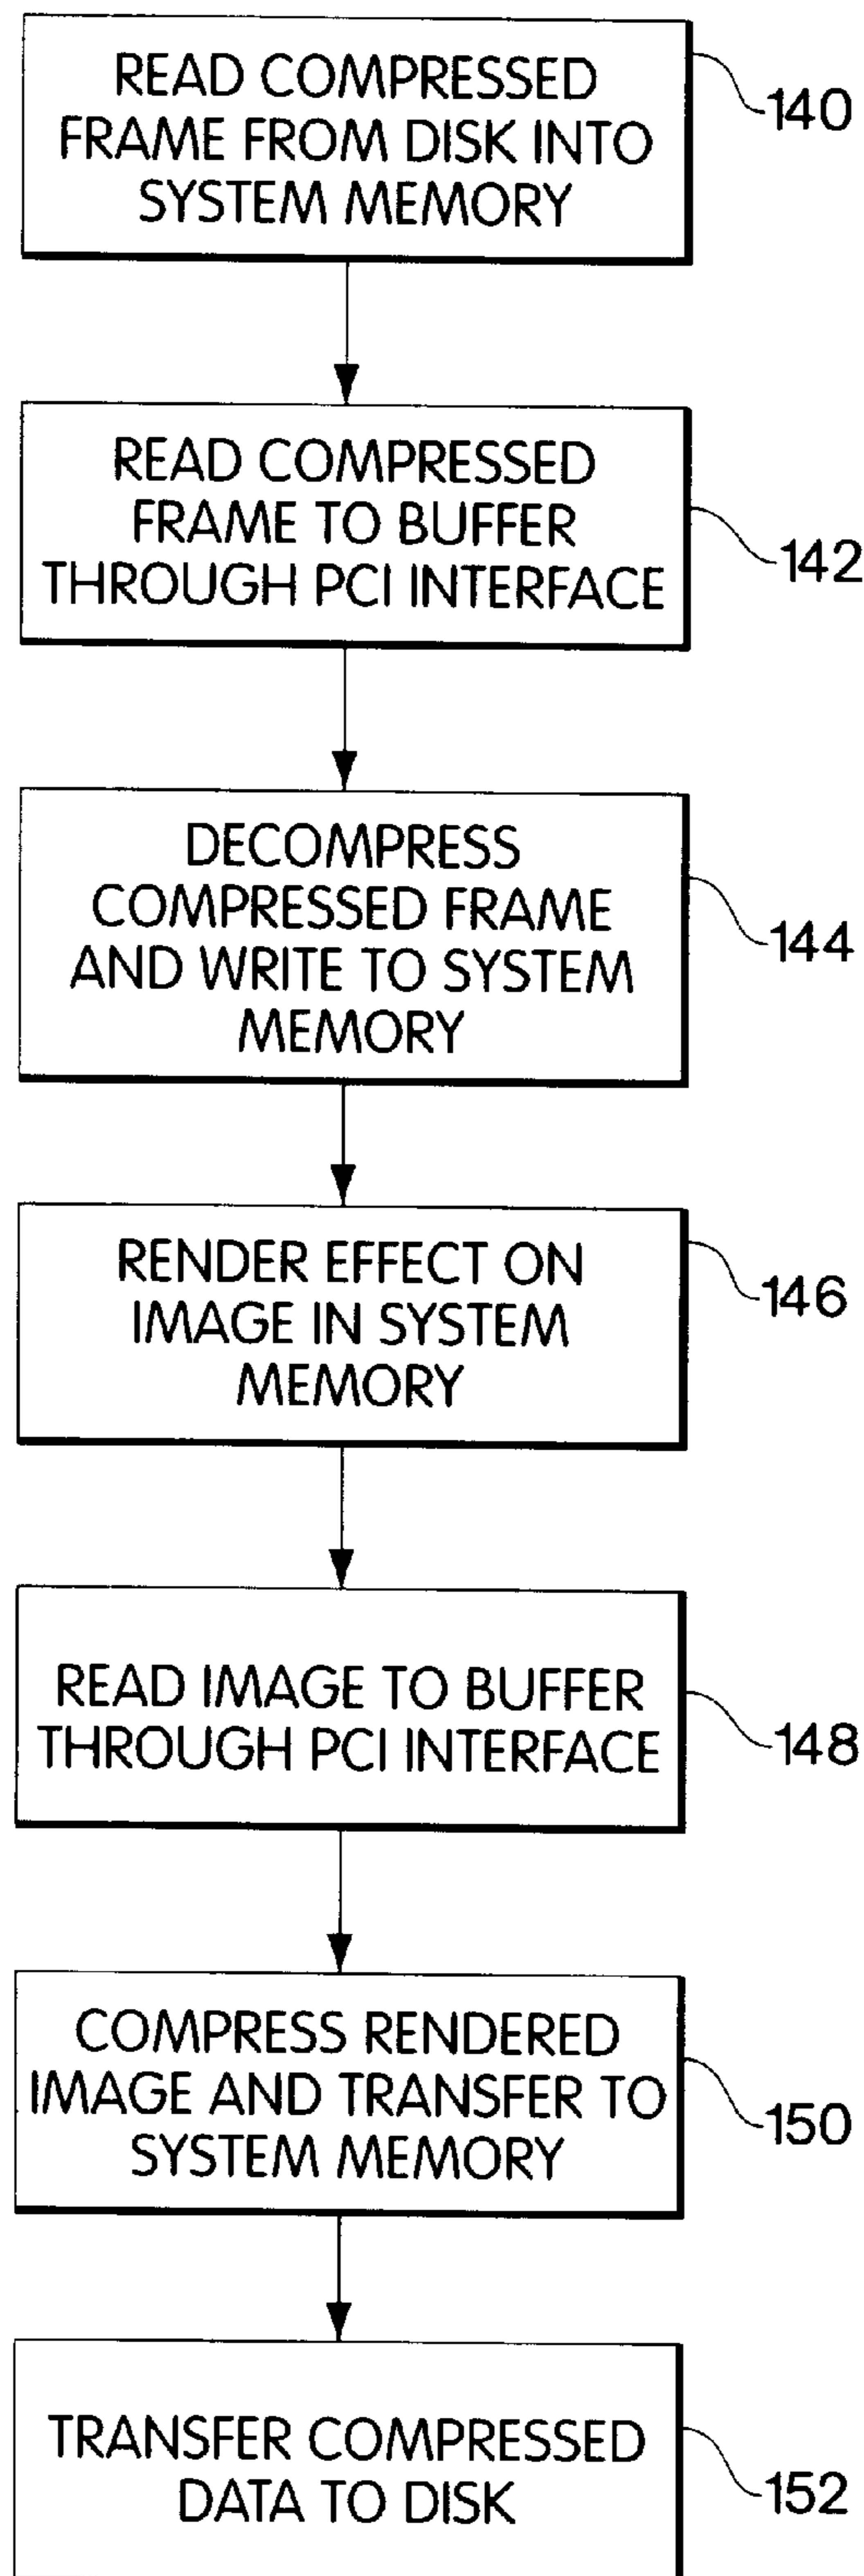 READ COMPRESSED
FRAME FROM DISK INTO
SYSTEM MEMORY
140
READ COMPRESSED
FRAME TO BUFFER
THROUGH PCI INTERFACE
142
DECOMPRESS
COMPRESSED FRAME
AND WRITE TO SYSTEM
MEMORY
144
RENDER EFFECT ON
IMAGE IN SYSTEM
MEMORY
146
READ IMAGE TO BUFFER
THROUGH PCI INTERFACE
148
COMPRESS RENDERED
IMAGE AND TRANSFER TO
SYSTEM MEMORY
150
TRANSFER COMPRESSED
DATA TO DISK
152